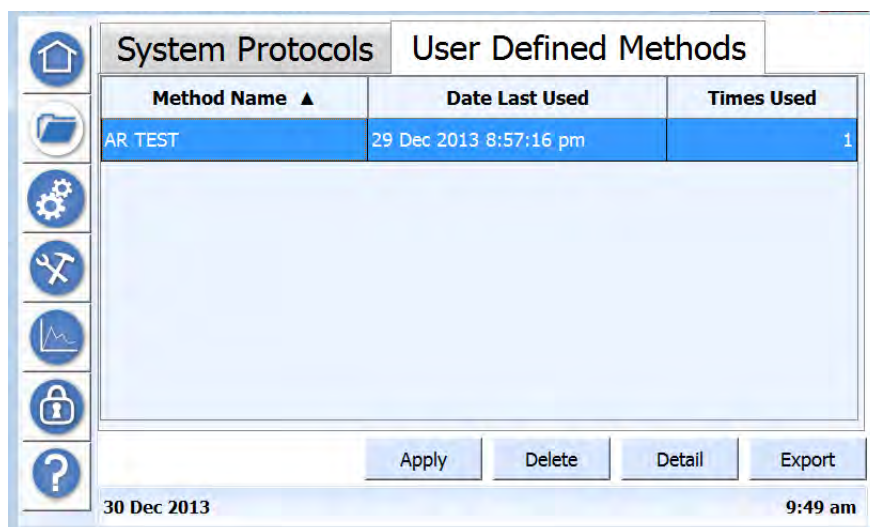 System Protocols User Defined Methods
Method Name ▲ Date Last Used Times Used
AR TEST 29 Dec 2013 8:57:16 pm 1
?
Apply Delete Detail Export
30 Dec 2013 9:49 am